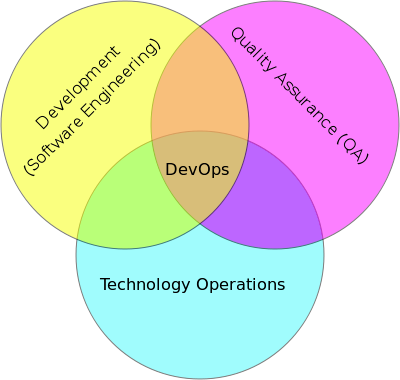 Development
(Software Engineering)
Quality Assurance (QA)
DevOps
Technology Operations